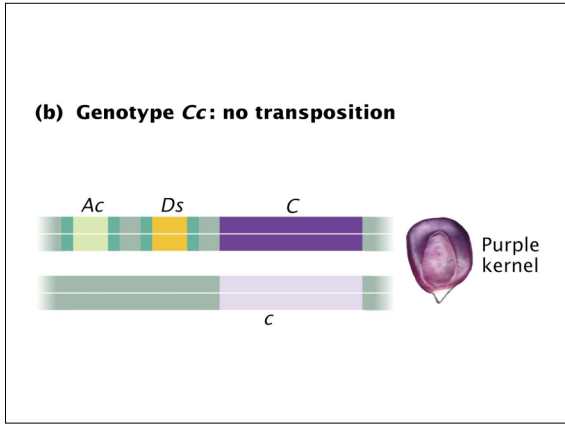 (b) Genotype Cc: no transposition
Ac Ds C
Purple
kernel
c